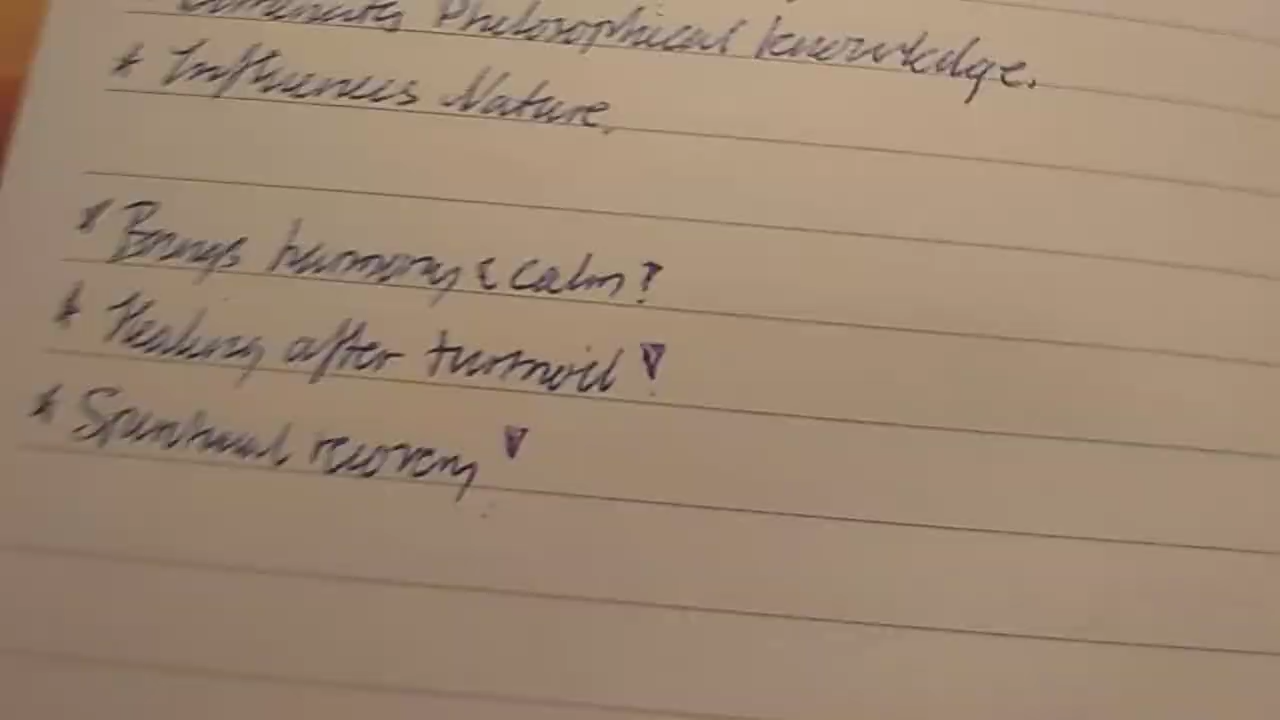 Philosophical knowledge.
* Influences Nature.
* Brings harmony & calm?
* Healing after turmoil
* Spiritual recovery